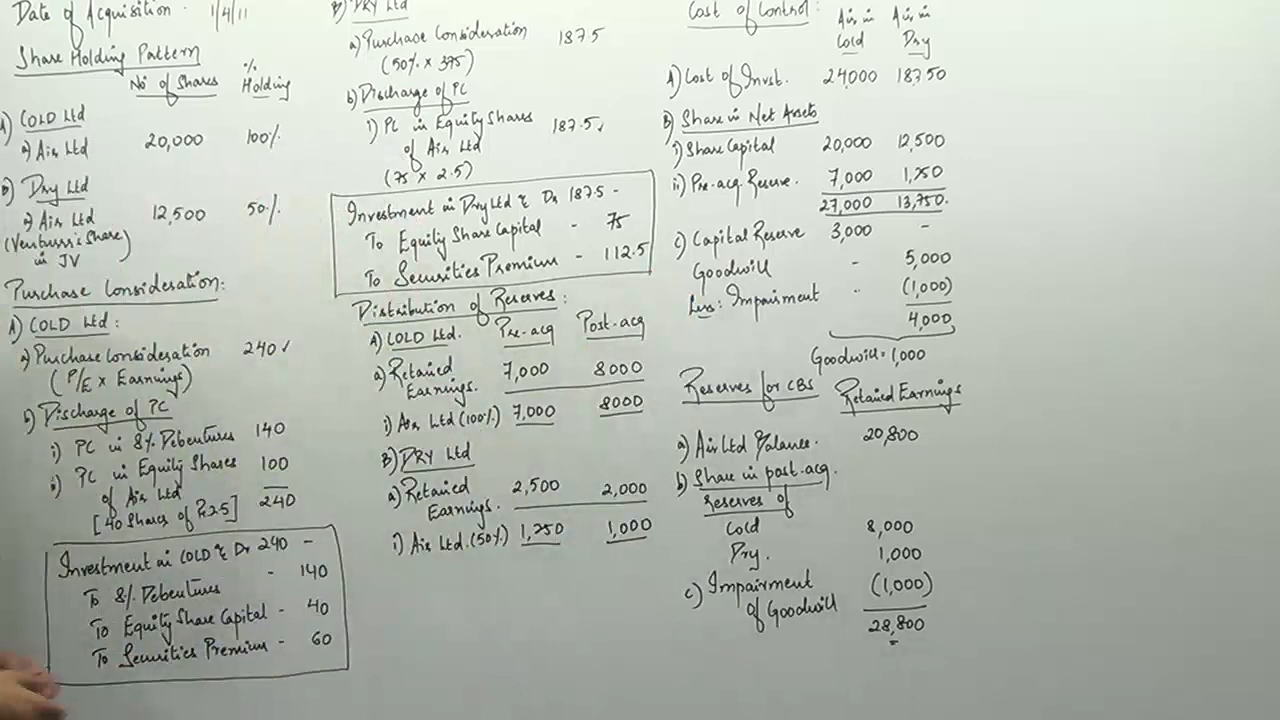 Date of Acquisition : 1/4/11
Share Holding Pattern
No of Shares % Holding
A) COLD Ltd
a) Air Ltd 20,000 100%
B) Dry Ltd
a) Air Ltd 12,500 50%
(Venturer's Share)
in JV
Purchase Consideration:
A) COLD Ltd :
a) Purchase Consideration 240 ✓
(P/E x Earnings)
b) Discharge of PC
i) PC in 8% Debentures 140
ii) PC in Equity Shares 100
of Air Ltd
[40 Shares of Rs.2.5] 240
Investment in COLD Ltd Dr 240 -
To 8% Debentures - 140
To Equity Share Capital - 40
To Securities Premium - 60
B) DRY Ltd
a) Purchase Consideration 187.5
(50% x 375)
b) Discharge of PC
i) PC in Equity Shares 187.5 ✓
of Air Ltd
(75 x 2.5)
Investment in Dry Ltd Dr 187.5 -
To Equity Share Capital - 75
To Securities Premium - 112.5
Distribution of Reserves :
A) COLD Ltd. Pre-acq Post-acq
a) Retained 7,000 8000
Earnings.
i) Air Ltd (100%) 7,000 8000
B) DRY Ltd
a) Retained 2,500 2,000
Earnings.
i) Air Ltd. (50%) 1,250 1,000
Cost of Control : Air in Air in
Cold Dry
A) Cost of Invst. 24,000 18,750
B) Share in Net Assets
i) Share Capital 20,000 12,500
ii) Pre-acq. Reserve. 7,000 1,250
27,000 13,750.
C) Capital Reserve 3,000 -
Goodwill - 5,000
Less: Impairment - (1,000)
4,000
Goodwill = 1,000
Reserves for CBS Retained Earnings
a) Air Ltd Balance. 20,800
b) Share in post-acq.
reserves of
Cold 8,000
Dry. 1,000
c) Impairment (1,000)
of Goodwill
28,800